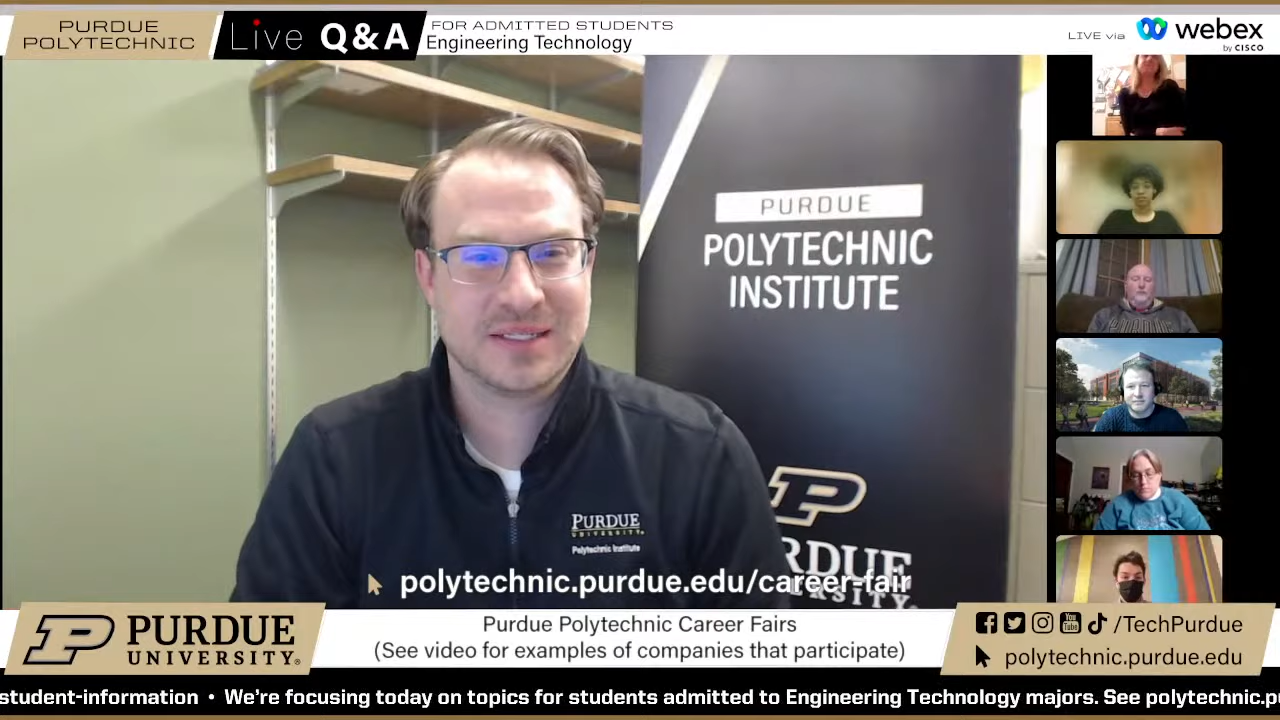 PURDUE
POLYTECHNIC
Live Q&A
FOR ADMITTED STUDENTS
Engineering Technology
LIVE via webex
by CISCO
PURDUE
POLYTECHNIC
INSTITUTE
PURDUE
UNIVERSITY®
Polytechnic Institute
polytechnic.purdue.edu/career-fair
PURDUE
UNIVERSITY®
Purdue Polytechnic Career Fairs
(See video for examples of companies that participate)
You Tube /TechPurdue
polytechnic.purdue.edu
student-information • We're focusing today on topics for students admitted to Engineering Technology majors. See polytechnic.p